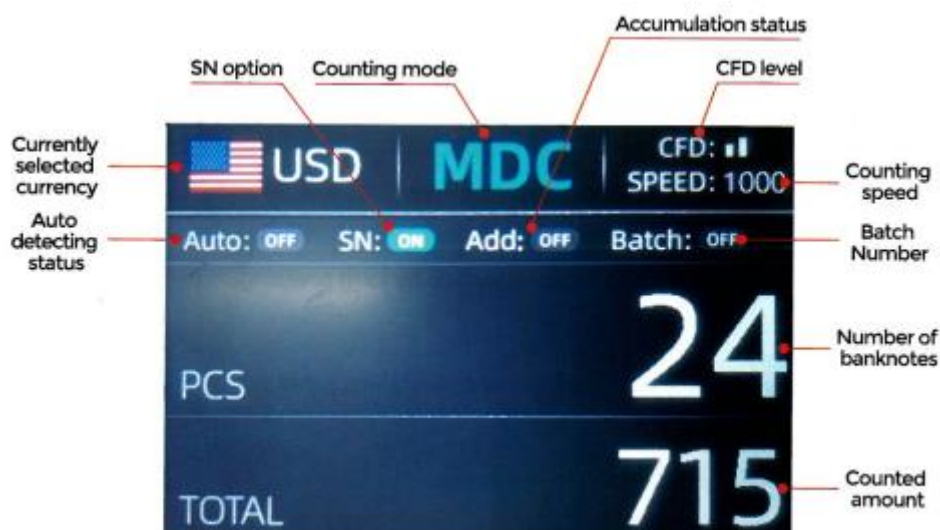 Accumulation status
SN option
Counting mode
CFD level
Currently
selected
currency
USD
MDC
CFD:
SPEED: 1000
Counting
speed
Auto
detecting
status
Auto: OFF
SN: ON
Add: OFF
Batch: OFF
Batch
Number
PCS
24
Number of
banknotes
TOTAL
715
Counted
amount